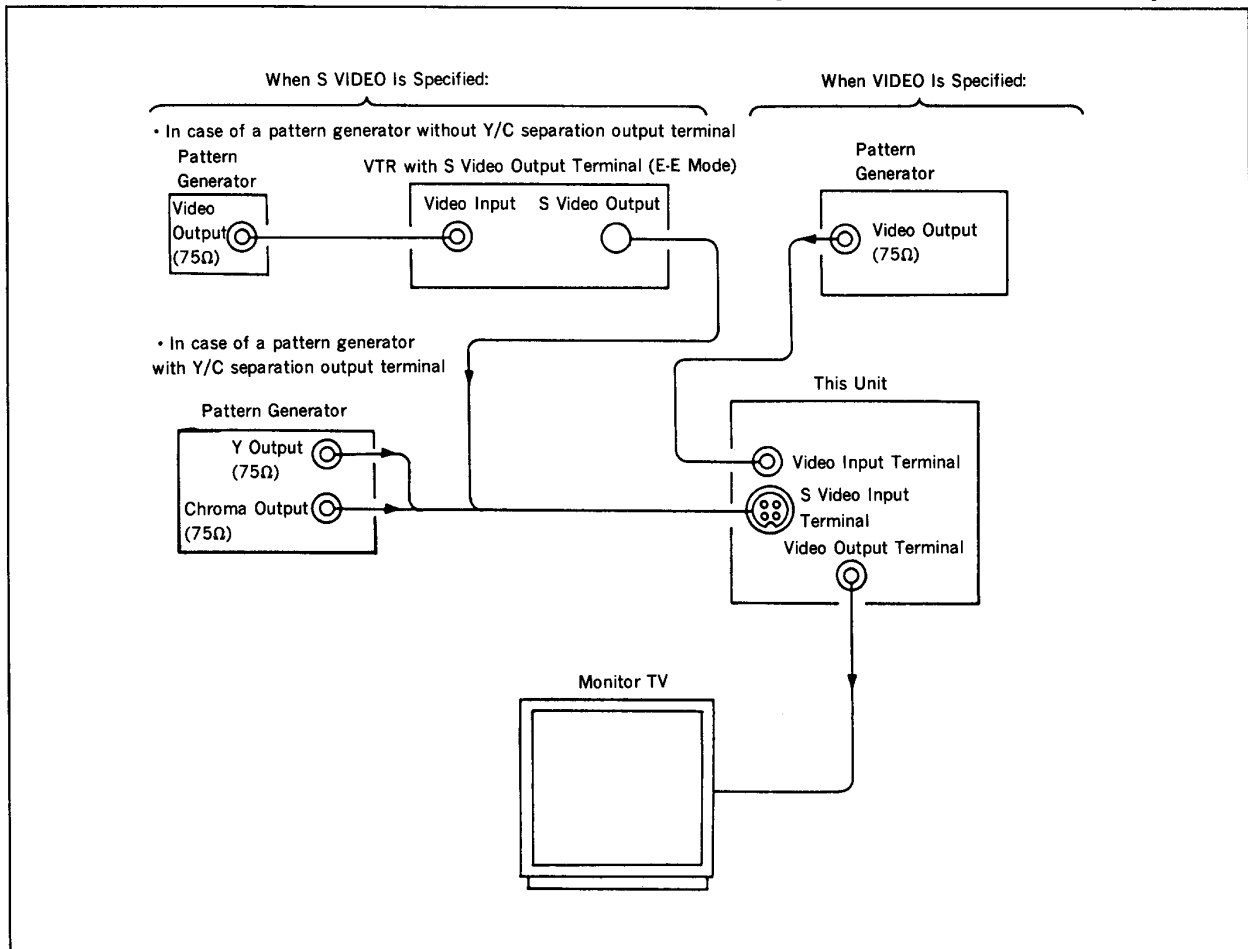 When S VIDEO Is Specified:
When VIDEO Is Specified:
• In case of a pattern generator without Y/C separation output terminal
Pattern
Generator
VTR with S Video Output Terminal (E-E Mode)
Video
Output
(75Ω)
Video Input
S Video Output
Pattern
Generator
Video Output
(75Ω)
• In case of a pattern generator
with Y/C separation output terminal
Pattern Generator
Y Output
(75Ω)
Chroma Output
(75Ω)
This Unit
Video Input Terminal
S Video Input
Terminal
Video Output Terminal
Monitor TV